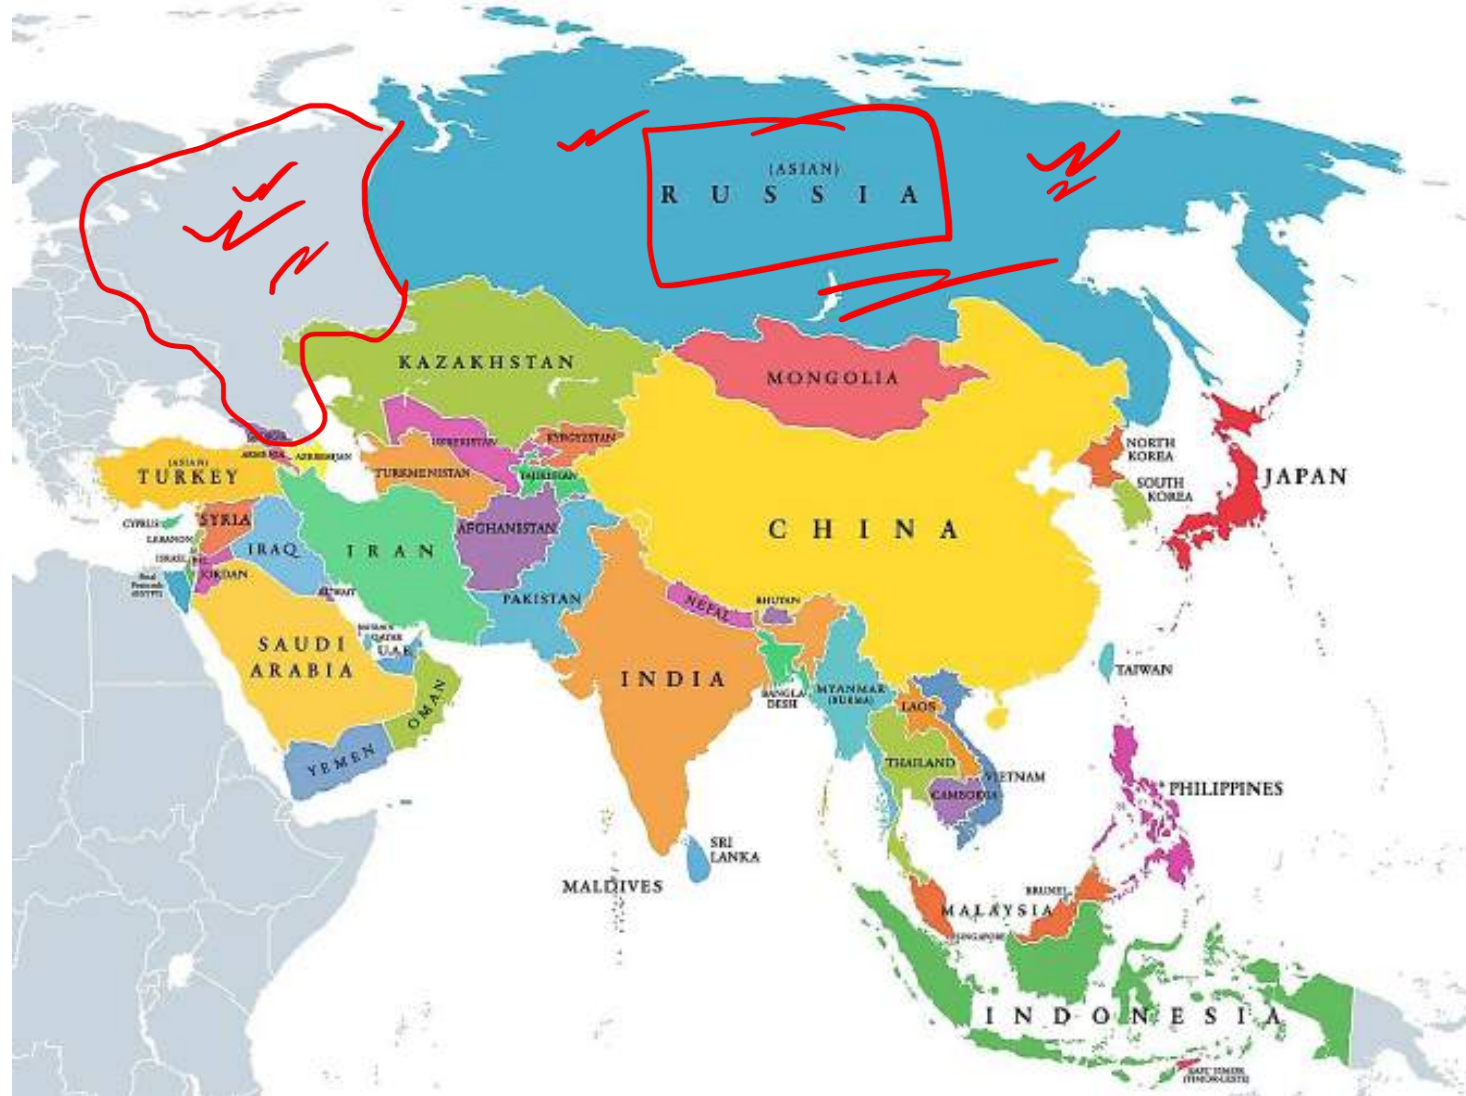 (ASIAN)
RUSSIA
KAZAKHSTAN
MONGOLIA
UZBEKISTAN
KYRGYZSTAN
NORTH
KOREA
(ASIAN)
TURKEY
ARMENIA
AZERBAIJAN
TURKMENISTAN
TAJIKISTAN
SOUTH
KOREA
JAPAN
CYPRUS
SYRIA
LEBANON
IRAQ
IRAN
AFGHANISTAN
CHINA
ISRAEL
JORDAN
KUWAIT
PAKISTAN
NEPAL
BHUTAN
SAUDI
ARABIA
QATAR
U.A.E
OMAN
YEMEN
INDIA
BANGLA-
DESH
MYANMAR
(BURMA)
LAOS
TAIWAN
THAILAND
VIETNAM
CAMBODIA
PHILIPPINES
SRI
LANKA
MALDIVES
BRUNEI
MALAYSIA
SINGAPORE
INDONESIA
EAST TIMOR
(TIMOR-LESTE)